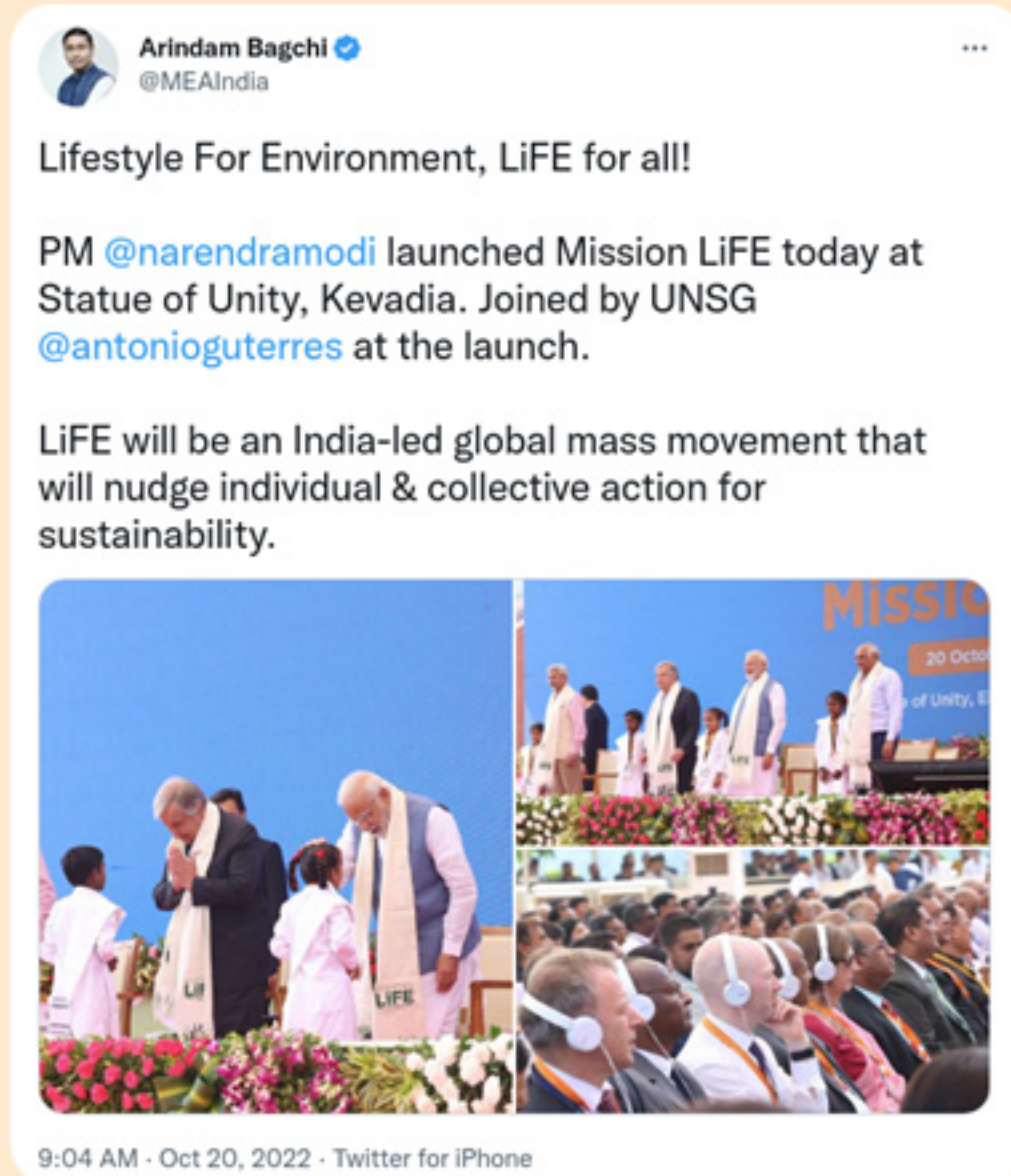 Arindam Bagchi
@MEAIndia
Lifestyle For Environment, LiFE for all!
PM @narendramodi launched Mission LiFE today at
Statue of Unity, Kevadia. Joined by UNSG
@antonioguterres at the launch.
LiFE will be an India-led global mass movement that
will nudge individual & collective action for
sustainability.
Missio
20 Octo
of Unity, E
LiF
LiFE
9:04 AM · Oct 20, 2022 · Twitter for iPhone